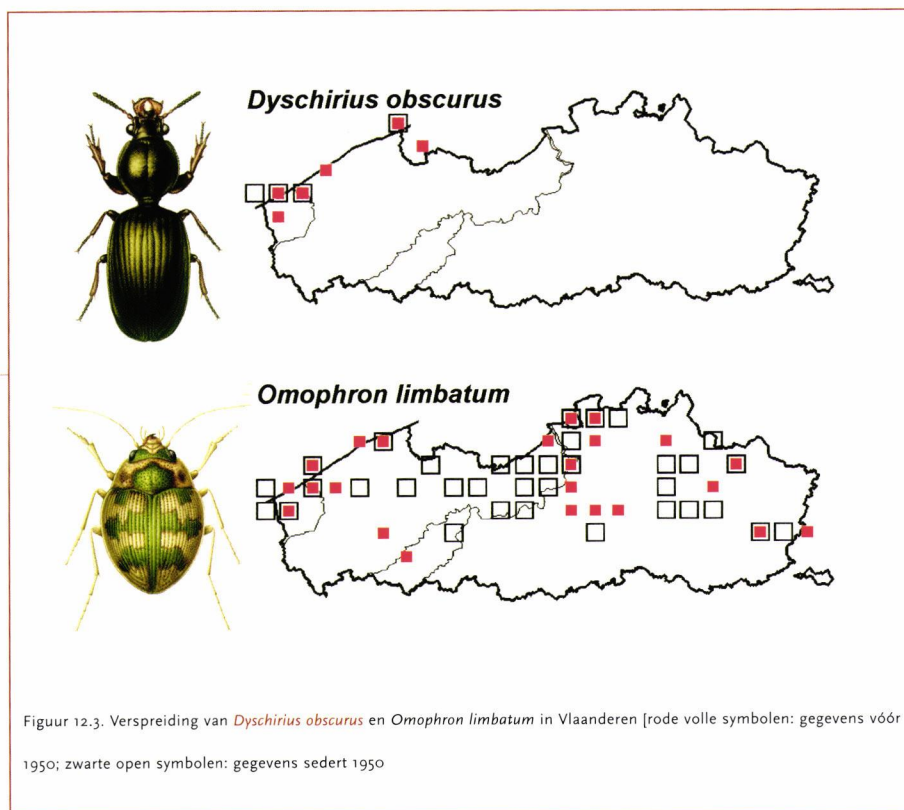 Dyschirius obscurus
Omophron limbatum
Figuur 12.3. Verspreiding van Dyschirius obscurus en Omophron limbatum in Vlaanderen [rode volle symbolen: gegevens vóór
1950; zwarte open symbolen: gegevens sedert 1950